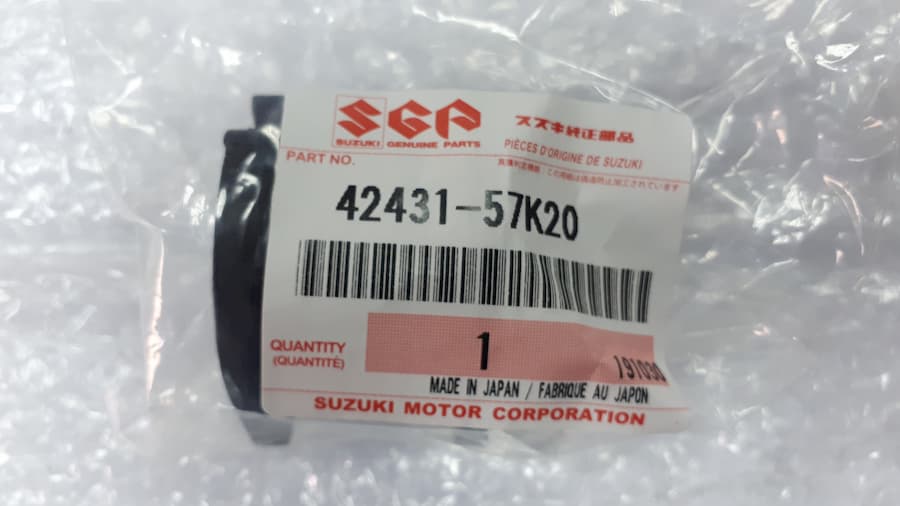 SGP
SUZUKI GENUINE PARTS
スズキ純正部品
PIÈCES D'ORIGINE DE SUZUKI
PART NO.
42431-57K20
QUANTITY
(QUANTITÉ)
1
191030
MADE IN JAPAN / FABRIQUE AU JAPON
SUZUKI MOTOR CORPORATION